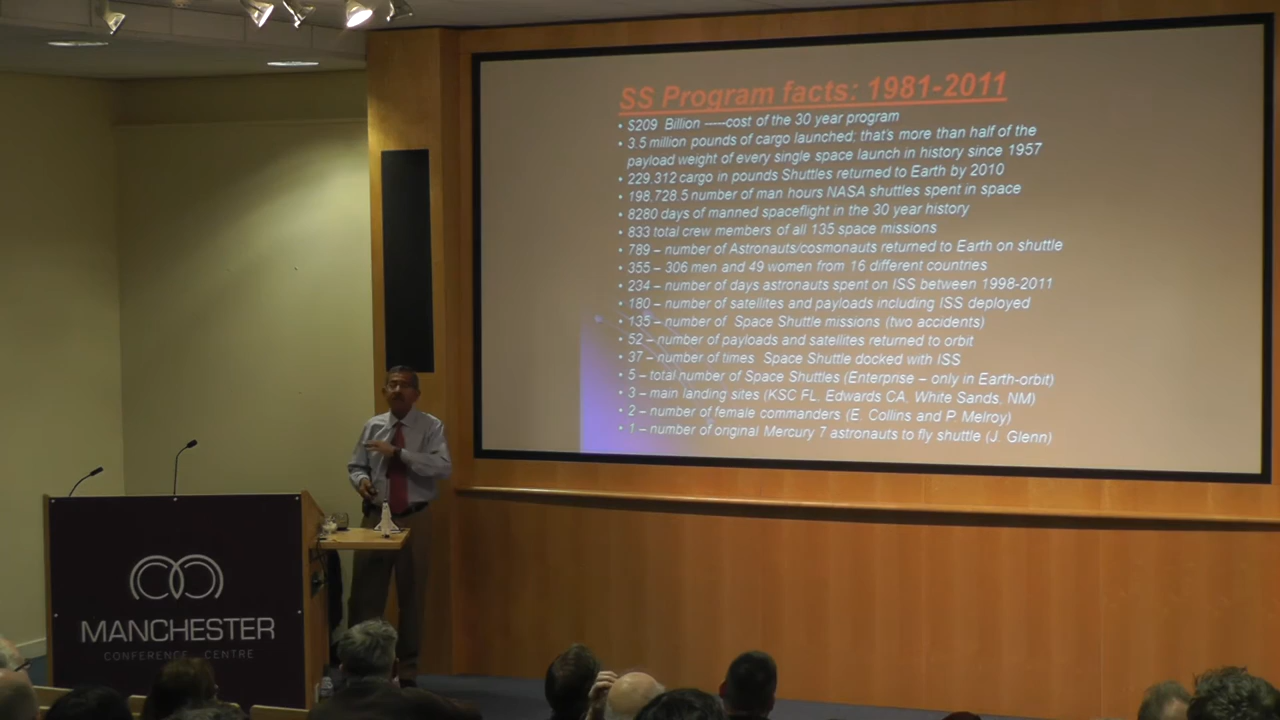 SS Program facts: 1981-2011
• $209 Billion -----cost of the 30 year program
• 3.5 million pounds of cargo launched; that's more than half of the
payload weight of every single space launch in history since 1957
• 229,312 cargo in pounds Shuttles returned to Earth by 2010
• 198,728.5 number of man hours NASA shuttles spent in space
• 8280 days of manned spaceflight in the 30 year history
• 833 total crew members of all 135 space missions
• 789 – number of Astronauts/cosmonauts returned to Earth on shuttle
• 355 – 306 men and 49 women from 16 different countries
• 234 – number of days astronauts spent on ISS between 1998-2011
• 180 – number of satellites and payloads including ISS deployed
• 135 – number of Space Shuttle missions (two accidents)
• 52 – number of payloads and satellites returned to orbit
• 37 – number of times Space Shuttle docked with ISS
• 5 – total number of Space Shuttles (Enterprise – only in Earth-orbit)
• 3 – main landing sites (KSC FL, Edwards CA, White Sands, NM)
• 2 – number of female commanders (E. Collins and P. Melroy)
• 1 – number of original Mercury 7 astronauts to fly shuttle (J. Glenn)
MANCHESTER
CONFERENCE CENTRE